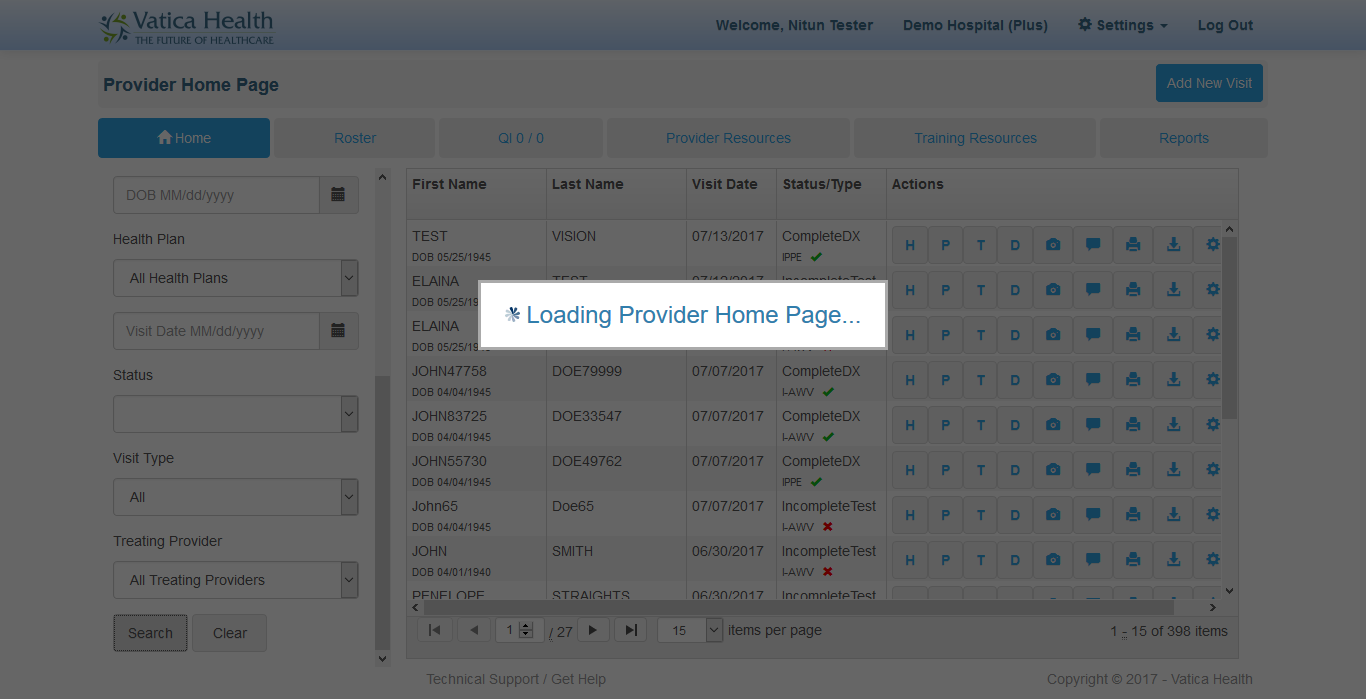 Vatica Health
THE FUTURE OF HEALTHCARE
Welcome, Nitun Tester Demo Hospital (Plus) Settings Log Out
Provider Home Page Add New Visit
Home Roster QI 0 / 0 Provider Resources Training Resources Reports
DOB MM/dd/yyyy
Health Plan
All Health Plans
Visit Date MM/dd/yyyy
Status
Visit Type
All
Treating Provider
All Treating Providers
Search Clear
First Name Last Name Visit Date Status/Type Actions
TEST VISION 07/13/2017 CompleteDX H P T D
DOB 05/25/1945 IPPE
ELAINA TEST 07/12/2017 IncompleteTest H P T D
DOB 05/25/19
Loading Provider Home Page...
ELAINA H P T D
DOB 05/25/19
JOHN47758 DOE79999 07/07/2017 CompleteDX H P T D
DOB 04/04/1945 I-AWV
JOHN83725 DOE33547 07/07/2017 CompleteDX H P T D
DOB 04/04/1945 I-AWV
JOHN55730 DOE49762 07/07/2017 CompleteDX H P T D
DOB 04/04/1945 IPPE
John65 Doe65 07/07/2017 IncompleteTest H P T D
DOB 04/04/1945 I-AWV
JOHN SMITH 06/30/2017 IncompleteTest H P T D
DOB 04/01/1940 I-AWV
PENELOPE STRAIGHTS 06/30/2017 IncompleteTest
1 / 27 15 items per page 1 - 15 of 398 items
Technical Support / Get Help Copyright © 2017 - Vatica Health